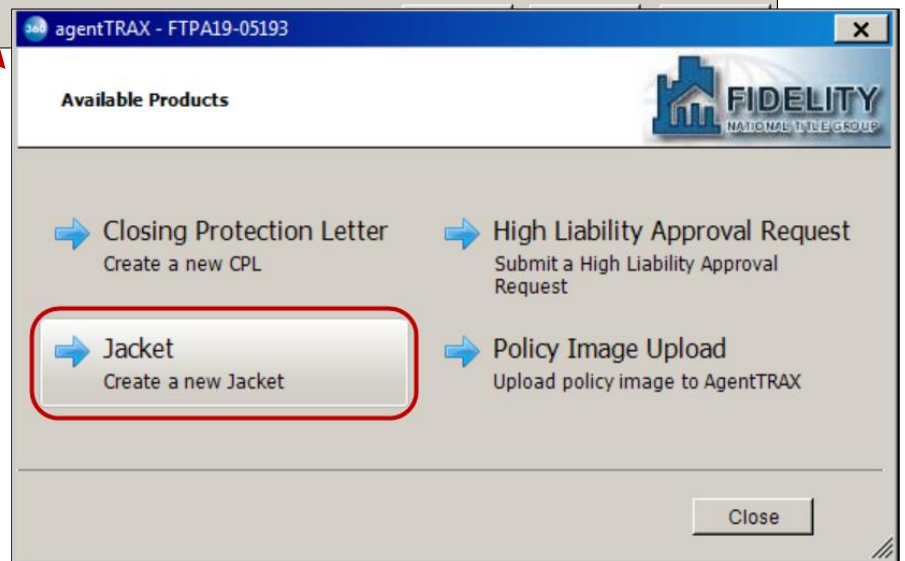 360 agentTRAX - FTPA19-05193
Available Products
FIDELITY
NATIONAL TITLE GROUP
Closing Protection Letter
Create a new CPL
High Liability Approval Request
Submit a High Liability Approval
Request
Jacket
Create a new Jacket
Policy Image Upload
Upload policy image to AgentTRAX
Close